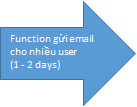 Function gửi email
cho nhiều user
(1 - 2 days)